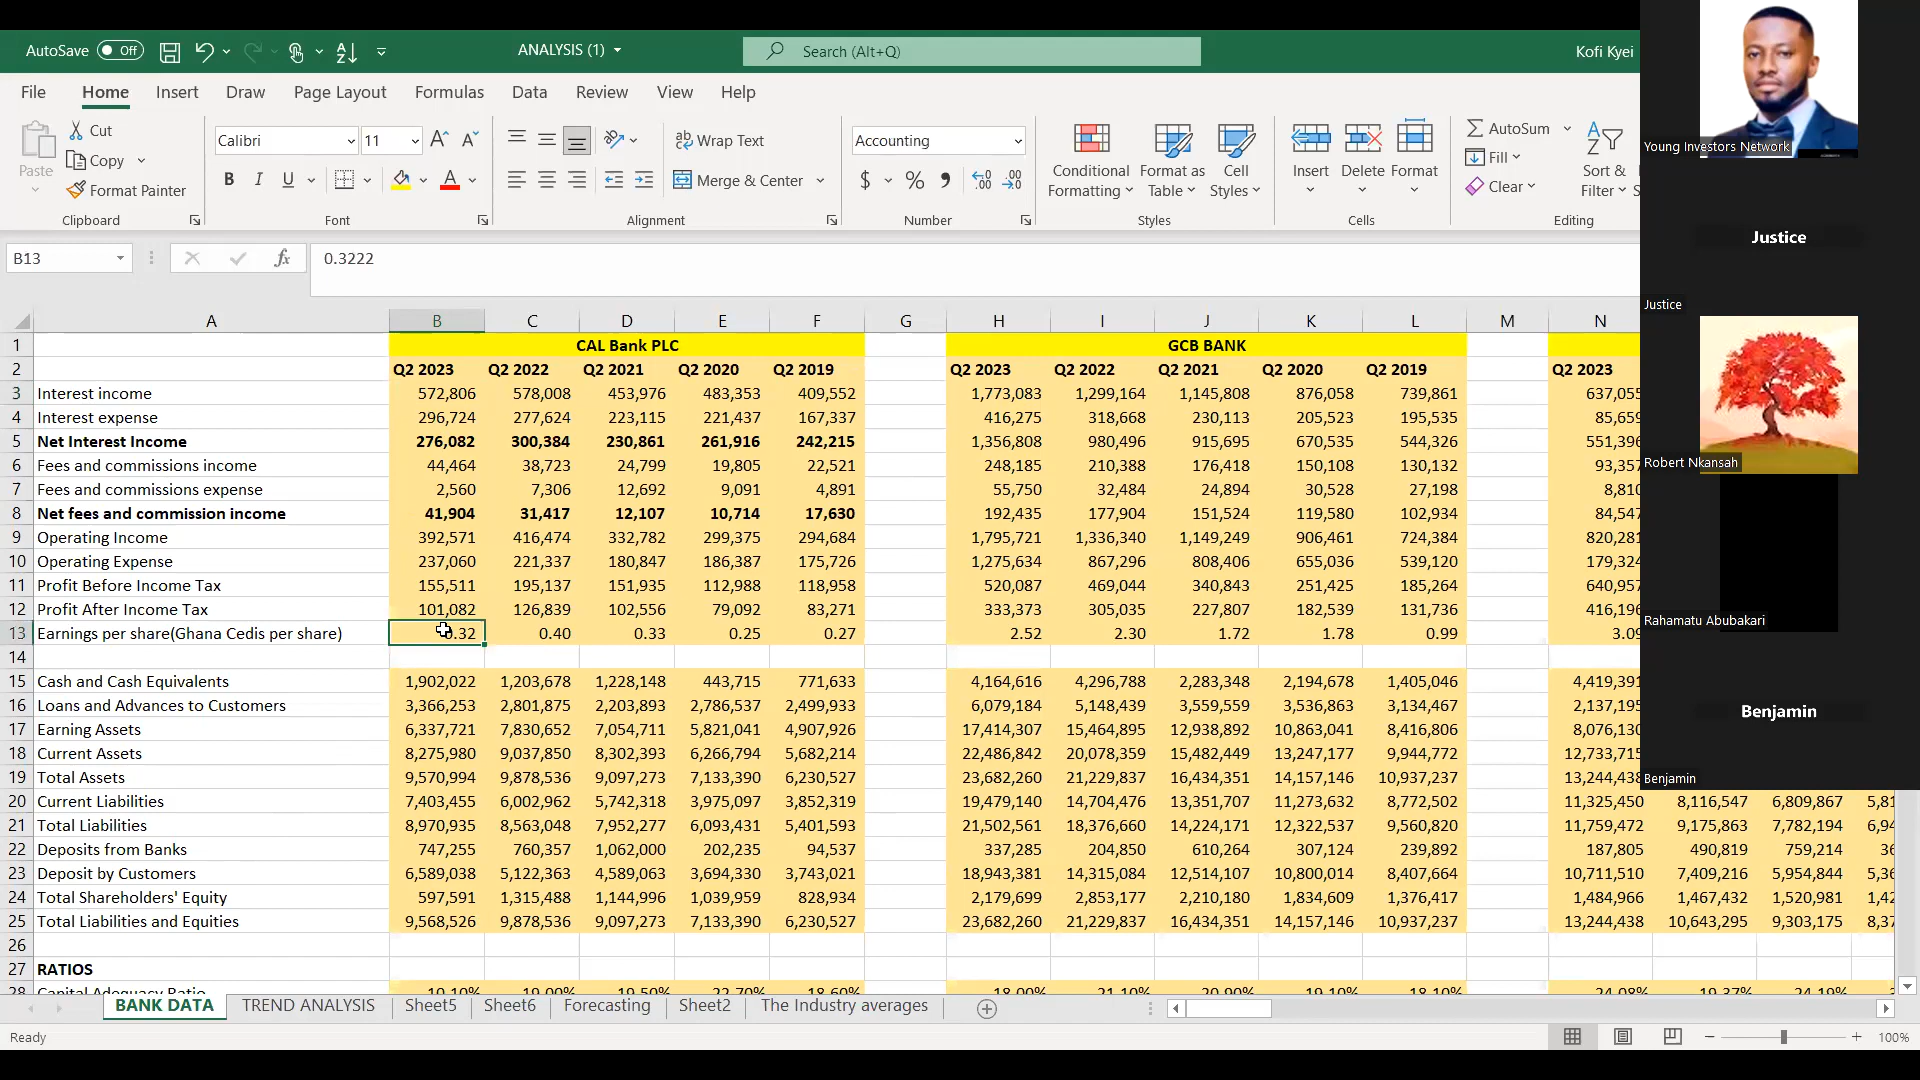 AutoSave Off ANALYSIS (1) Search (Alt+Q) Kofi Kyei
File Home Insert Draw Page Layout Formulas Data Review View Help
Paste Cut Copy Format Painter Clipboard
Calibri 11 B I U Font
Wrap Text Merge & Center Alignment
Accounting $ % Number
Conditional Formatting Format as Table Cell Styles Styles
Insert Delete Format Cells
AutoSum Fill Clear Sort & Filter Editing
Young Investors Network
Justice
Justice
Robert Nkansah
Rahamatu Abubakari
Benjamin
Benjamin
B13 fx 0.3222
A B C D E F G H I J K L M N
1 CAL Bank PLC GCB BANK
2 Q2 2023 Q2 2022 Q2 2021 Q2 2020 Q2 2019 Q2 2023 Q2 2022 Q2 2021 Q2 2020 Q2 2019 Q2 2023
3 Interest income 572,806 578,008 453,976 483,353 409,552 1,773,083 1,299,164 1,145,808 876,058 739,861 637,055
4 Interest expense 296,724 277,624 223,115 221,437 167,337 416,275 318,668 230,113 205,523 195,535 85,659
5 Net Interest Income 276,082 300,384 230,861 261,916 242,215 1,356,808 980,496 915,695 670,535 544,326 551,396
6 Fees and commissions income 44,464 38,723 24,799 19,805 22,521 248,185 210,388 176,418 150,108 130,132 93,357
7 Fees and commissions expense 2,560 7,306 12,692 9,091 4,891 55,750 32,484 24,894 30,528 27,198 8,810
8 Net fees and commission income 41,904 31,417 12,107 10,714 17,630 192,435 177,904 151,524 119,580 102,934 84,547
9 Operating Income 392,571 416,474 332,782 299,375 294,684 1,795,721 1,336,340 1,149,249 906,461 724,384 820,281
10 Operating Expense 237,060 221,337 180,847 186,387 175,726 1,275,634 867,296 808,406 655,036 539,120 179,324
11 Profit Before Income Tax 155,511 195,137 151,935 112,988 118,958 520,087 469,044 340,843 251,425 185,264 640,957
12 Profit After Income Tax 101,082 126,839 102,556 79,092 83,271 333,373 305,035 227,807 182,539 131,736 416,196
13 Earnings per share(Ghana Cedis per share) 0.32 0.40 0.33 0.25 0.27 2.52 2.30 1.72 1.78 0.99 3.09
14
15 Cash and Cash Equivalents 1,902,022 1,203,678 1,228,148 443,715 771,633 4,164,616 4,296,788 2,283,348 2,194,678 1,405,046 4,419,391
16 Loans and Advances to Customers 3,366,253 2,801,875 2,203,893 2,786,537 2,499,933 6,079,184 5,148,439 3,559,559 3,536,863 3,134,467 2,137,195
17 Earning Assets 6,337,721 7,830,652 7,054,711 5,821,041 4,907,926 17,414,307 15,464,895 12,938,892 10,863,041 8,416,806 8,076,130
18 Current Assets 8,275,980 9,037,850 8,302,393 6,266,794 5,682,214 22,486,842 20,078,359 15,482,449 13,247,177 9,944,772 12,733,715
19 Total Assets 9,570,994 9,878,536 9,097,273 7,133,390 6,230,527 23,682,260 21,229,837 16,434,351 14,157,146 10,937,237 13,244,438
20 Current Liabilities 7,403,455 6,002,962 5,742,318 3,975,097 3,852,319 19,479,140 14,704,476 13,351,707 11,273,632 8,772,502 11,325,450 8,116,547 6,809,867 5,81
21 Total Liabilities 8,970,935 8,563,048 7,952,277 6,093,431 5,401,593 21,502,561 18,376,660 14,224,171 12,322,537 9,560,820 11,759,472 9,175,863 7,782,194 6,94
22 Deposits from Banks 747,255 760,357 1,062,000 202,235 94,537 337,285 204,850 610,264 307,124 239,892 187,805 490,819 759,214 36
23 Deposit by Customers 6,589,038 5,122,363 4,589,063 3,694,330 3,743,021 18,943,381 14,315,084 12,514,107 10,800,014 8,407,664 10,711,510 7,409,216 5,954,844 5,36
24 Total Shareholders' Equity 597,591 1,315,488 1,144,996 1,039,959 828,934 2,179,699 2,853,177 2,210,180 1,834,609 1,376,417 1,484,966 1,467,432 1,520,981 1,42
25 Total Liabilities and Equities 9,568,526 9,878,536 9,097,273 7,133,390 6,230,527 23,682,260 21,229,837 16,434,351 14,157,146 10,937,237 13,244,438 10,643,295 9,303,175 8,37
26
27 RATIOS
28 Capital Adequacy Ratio 10.10% 19.00% 19.50% 22.70% 18.60% 18.00% 21.10% 20.90% 19.10% 18.10% 24.08% 19.37% 24.19%
BANK DATA TREND ANALYSIS Sheet5 Sheet6 Forecasting Sheet2 The Industry averages
Ready 100%